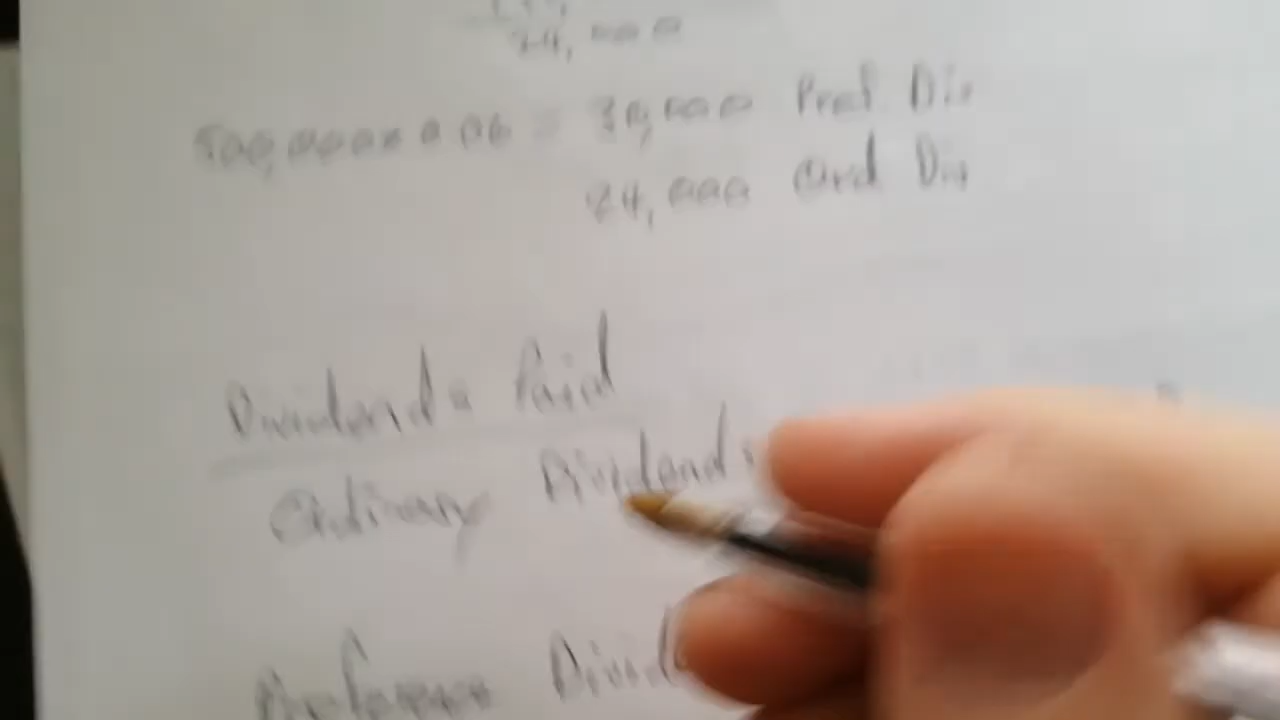 24,000
500,000 x 0.06 = 30,000 Pref Div
24,000 Ord Div
Dividends Paid
Ordinary Dividends
Preference Divid